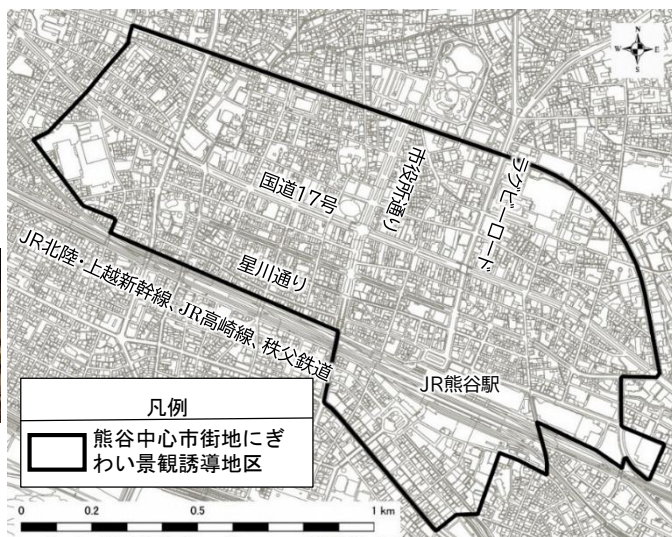 N
W E
S
国道17号
市役所通り
ラグビーロード
星川通り
JR北陸・上越新幹線、JR高崎線、秩父鉄道
JR熊谷駅
凡例
熊谷中心市街地にぎ
わい景観誘導地区
0 0.2 0.5 1 km